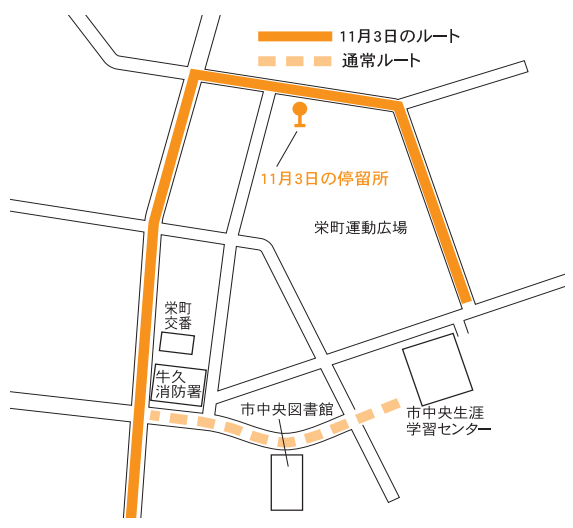 11月3日のルート
通常ルート
11月3日の停留所
栄町運動広場
栄町
交番
牛久
消防署
市中央図書館
市中央生涯
学習センター